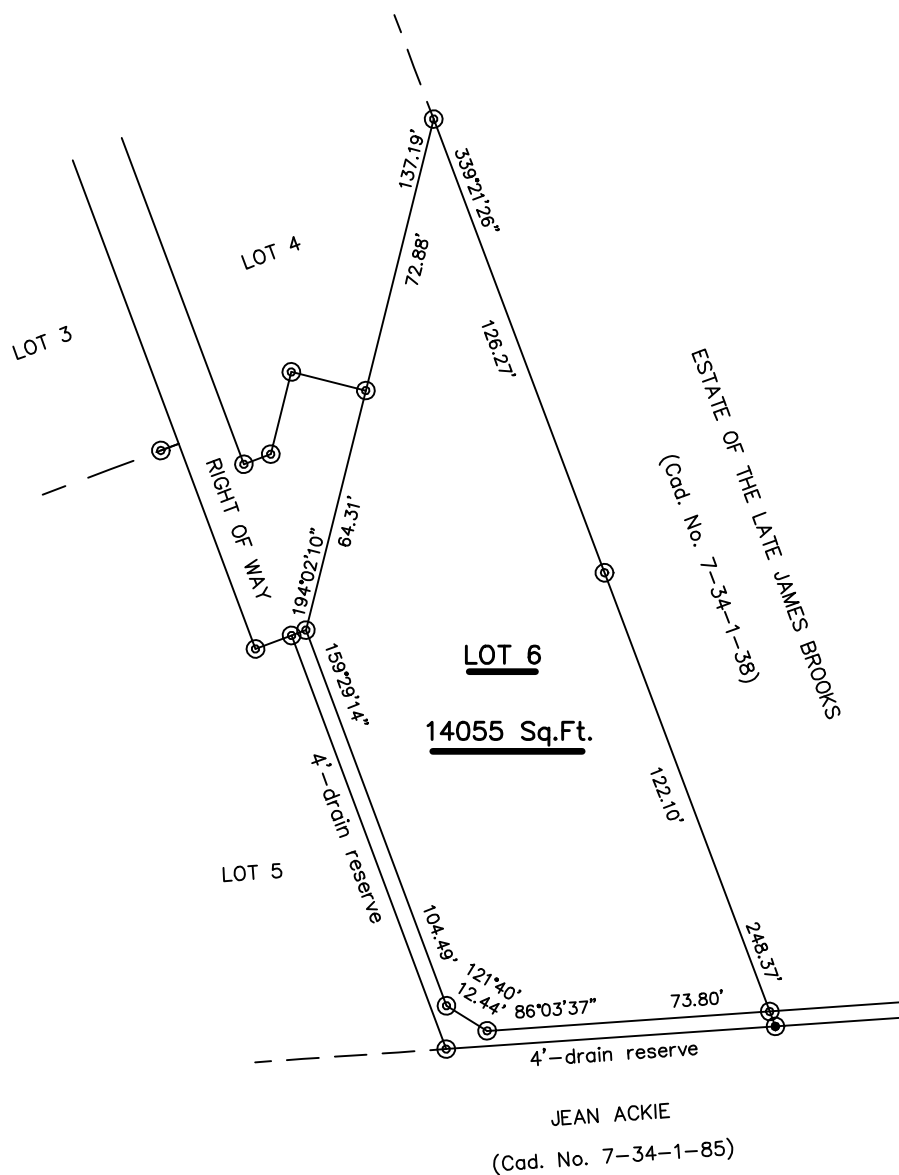 137.19'
339°21'26"
LOT 4
72.88'
LOT 3
126.27'
ESTATE OF THE LATE JAMES BROOKS
(Cad. No. 7-34-1-38)
RIGHT OF WAY
64.31'
194°02'10"
159°29'14"
LOT 6
14055 Sq.Ft.
4'-drain reserve
122.10'
LOT 5
104.49'
248.37'
121°40'
12.44'
86°03'37"
73.80'
4'-drain reserve
JEAN ACKIE
(Cad. No. 7-34-1-85)